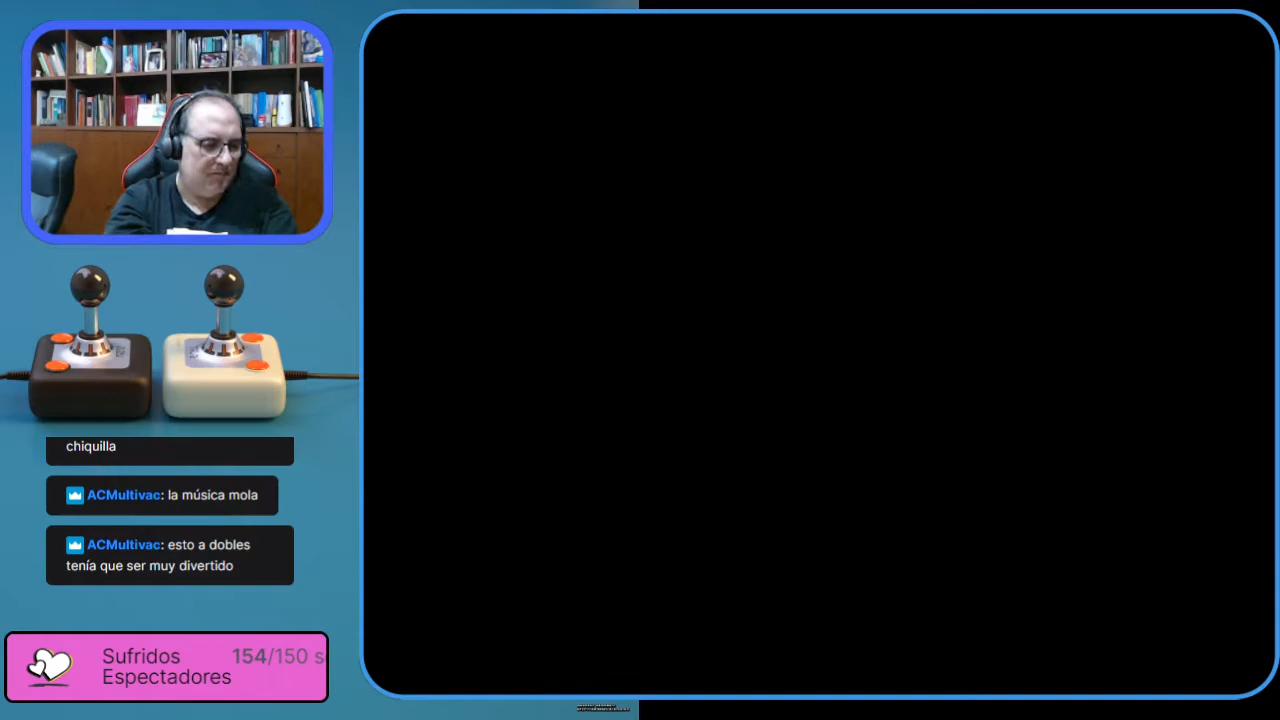 chiquilla
ACMultivac: la música mola
ACMultivac: esto a dobles
tenía que ser muy divertido
Sufridos
Espectadores
154/150 s